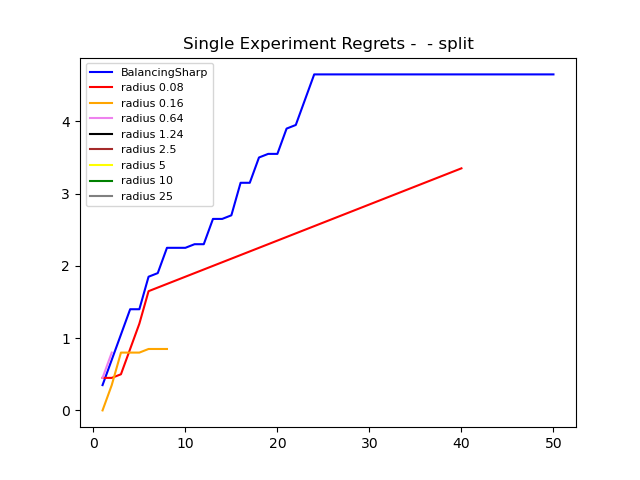 Single Experiment Regrets -  - split
BalancingSharp
radius 0.08
radius 0.16
radius 0.64
radius 1.24
radius 2.5
radius 5
radius 10
radius 25
4
3
2
1
0
0 10 20 30 40 50